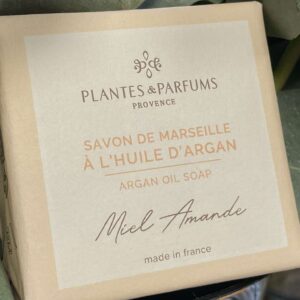 PLANTES & PARFUMS
PROVENCE
SAVON DE MARSEILLE
À L'HUILE D'ARGAN
ARGAN OIL SOAP
Miel Amande
made in france